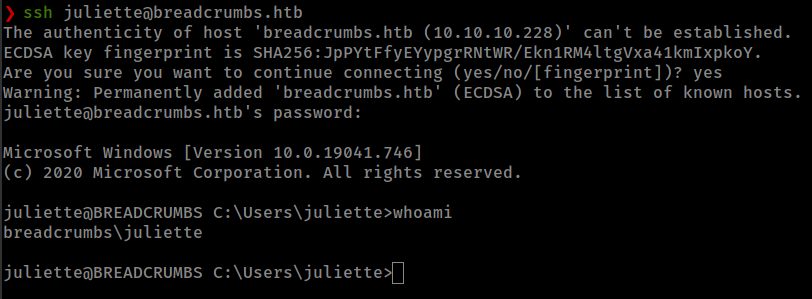 ❯ ssh juliette@breadcrumbs.htb
The authenticity of host 'breadcrumbs.htb (10.10.10.228)' can't be established.
ECDSA key fingerprint is SHA256:JpPYtFfyEYypgrRNtWR/Ekn1RM4ltgVxa41kmIxpkoY.
Are you sure you want to continue connecting (yes/no/[fingerprint])? yes
Warning: Permanently added 'breadcrumbs.htb' (ECDSA) to the list of known hosts.
juliette@breadcrumbs.htb's password:
Microsoft Windows [Version 10.0.19041.746]
(c) 2020 Microsoft Corporation. All rights reserved.
juliette@BREADCRUMBS C:\Users\juliette>whoami
breadcrumbs\juliette
juliette@BREADCRUMBS C:\Users\juliette>